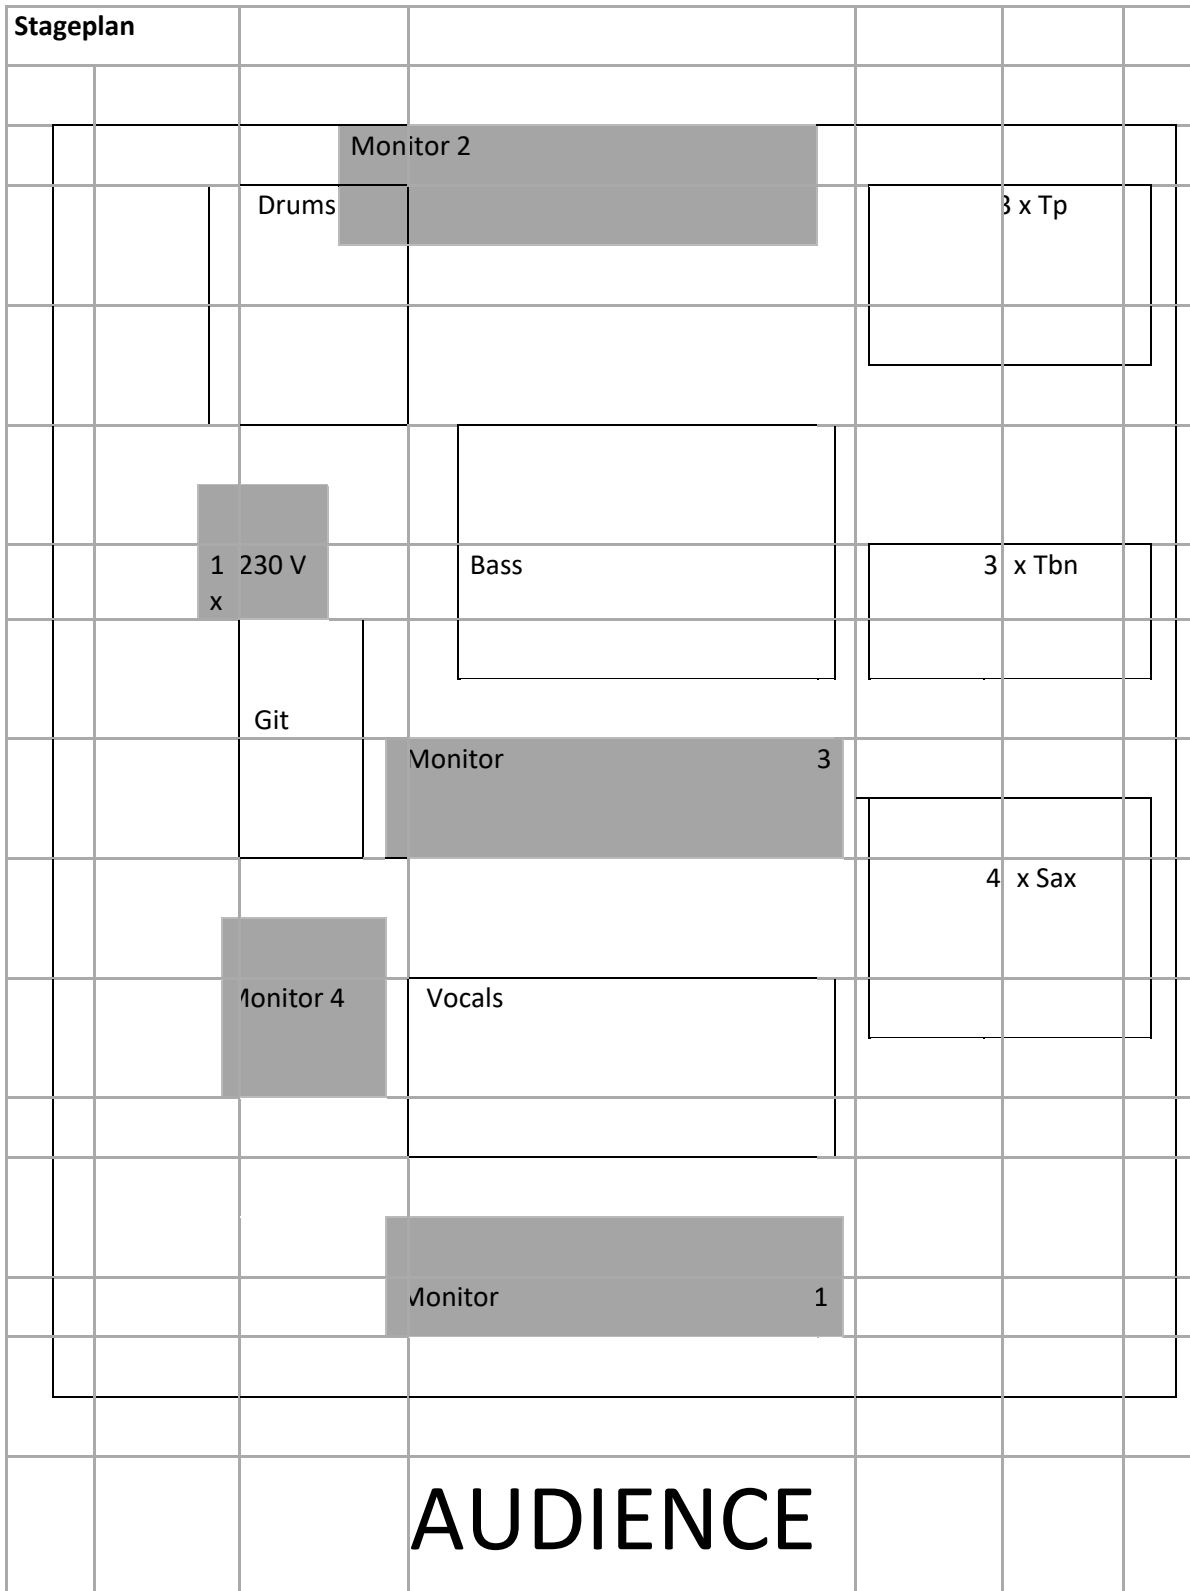 Stageplan
Monitor 2
Drums
3 x Tp
1 230 V
x
Bass
3 x Tbn
Git
Monitor 3
4 x Sax
Monitor 4
Vocals
Monitor 1
AUDIENCE